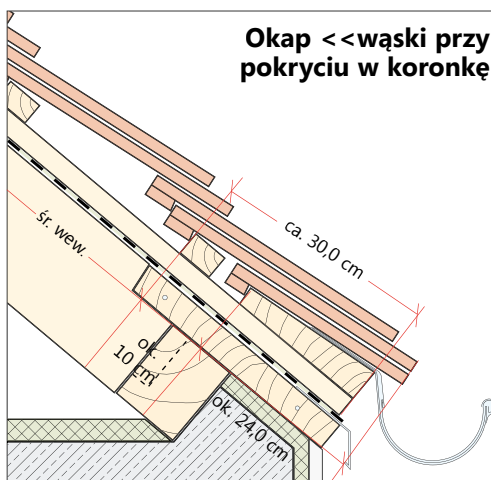 Okap <<wąski przy
pokryciu w koronkę
ca. 30,0 cm
śr. wew.
ok.
10 cm
ok. 24,0 cm